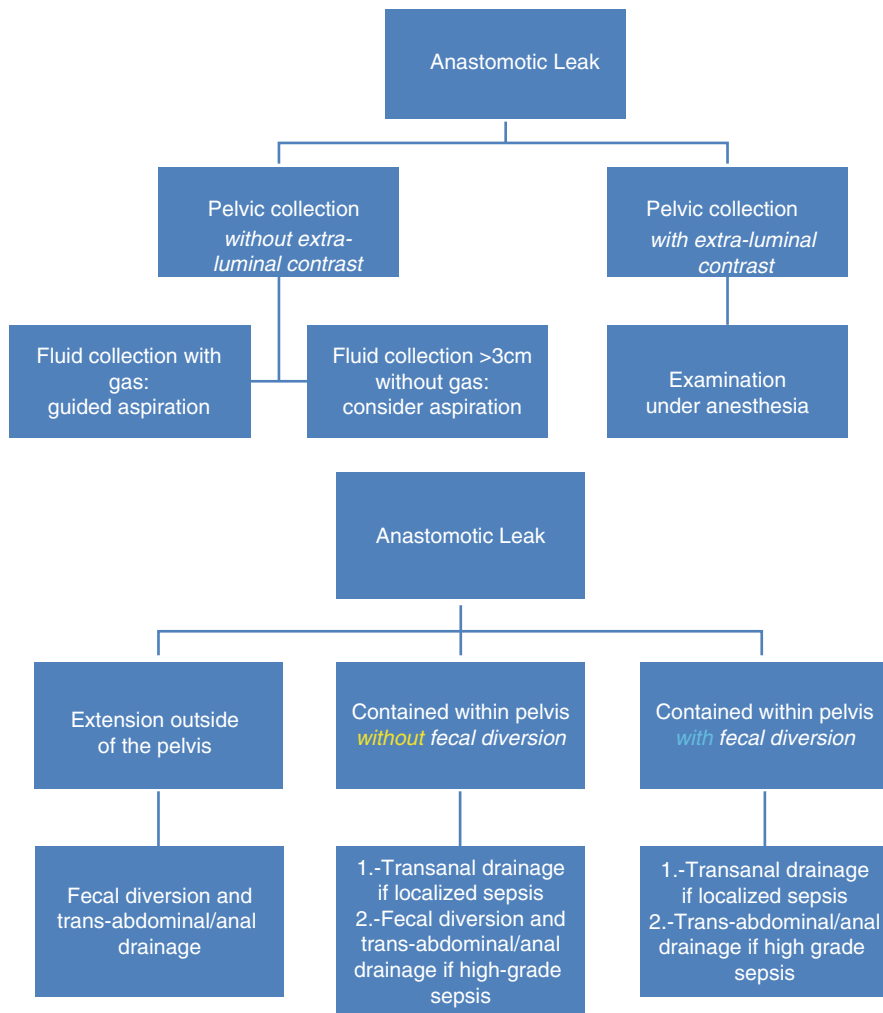 Anastomotic Leak
Pelvic collection
without extra-
luminal contrast
Pelvic collection
with extra-luminal
contrast
Fluid collection with
gas:
guided aspiration
Fluid collection >3cm
without gas:
consider aspiration
Examination
under anesthesia
Anastomotic Leak
Extension outside
of the pelvis
Contained within pelvis
without fecal diversion
Contained within pelvis
with fecal diversion
Fecal diversion and
trans-abdominal/anal
drainage
1.-Transanal drainage
if localized sepsis
2.-Fecal diversion and
trans-abdominal/anal
drainage if high-grade
sepsis
1.-Transanal drainage
if localized sepsis
2.-Trans-abdominal/anal
drainage if high grade
sepsis